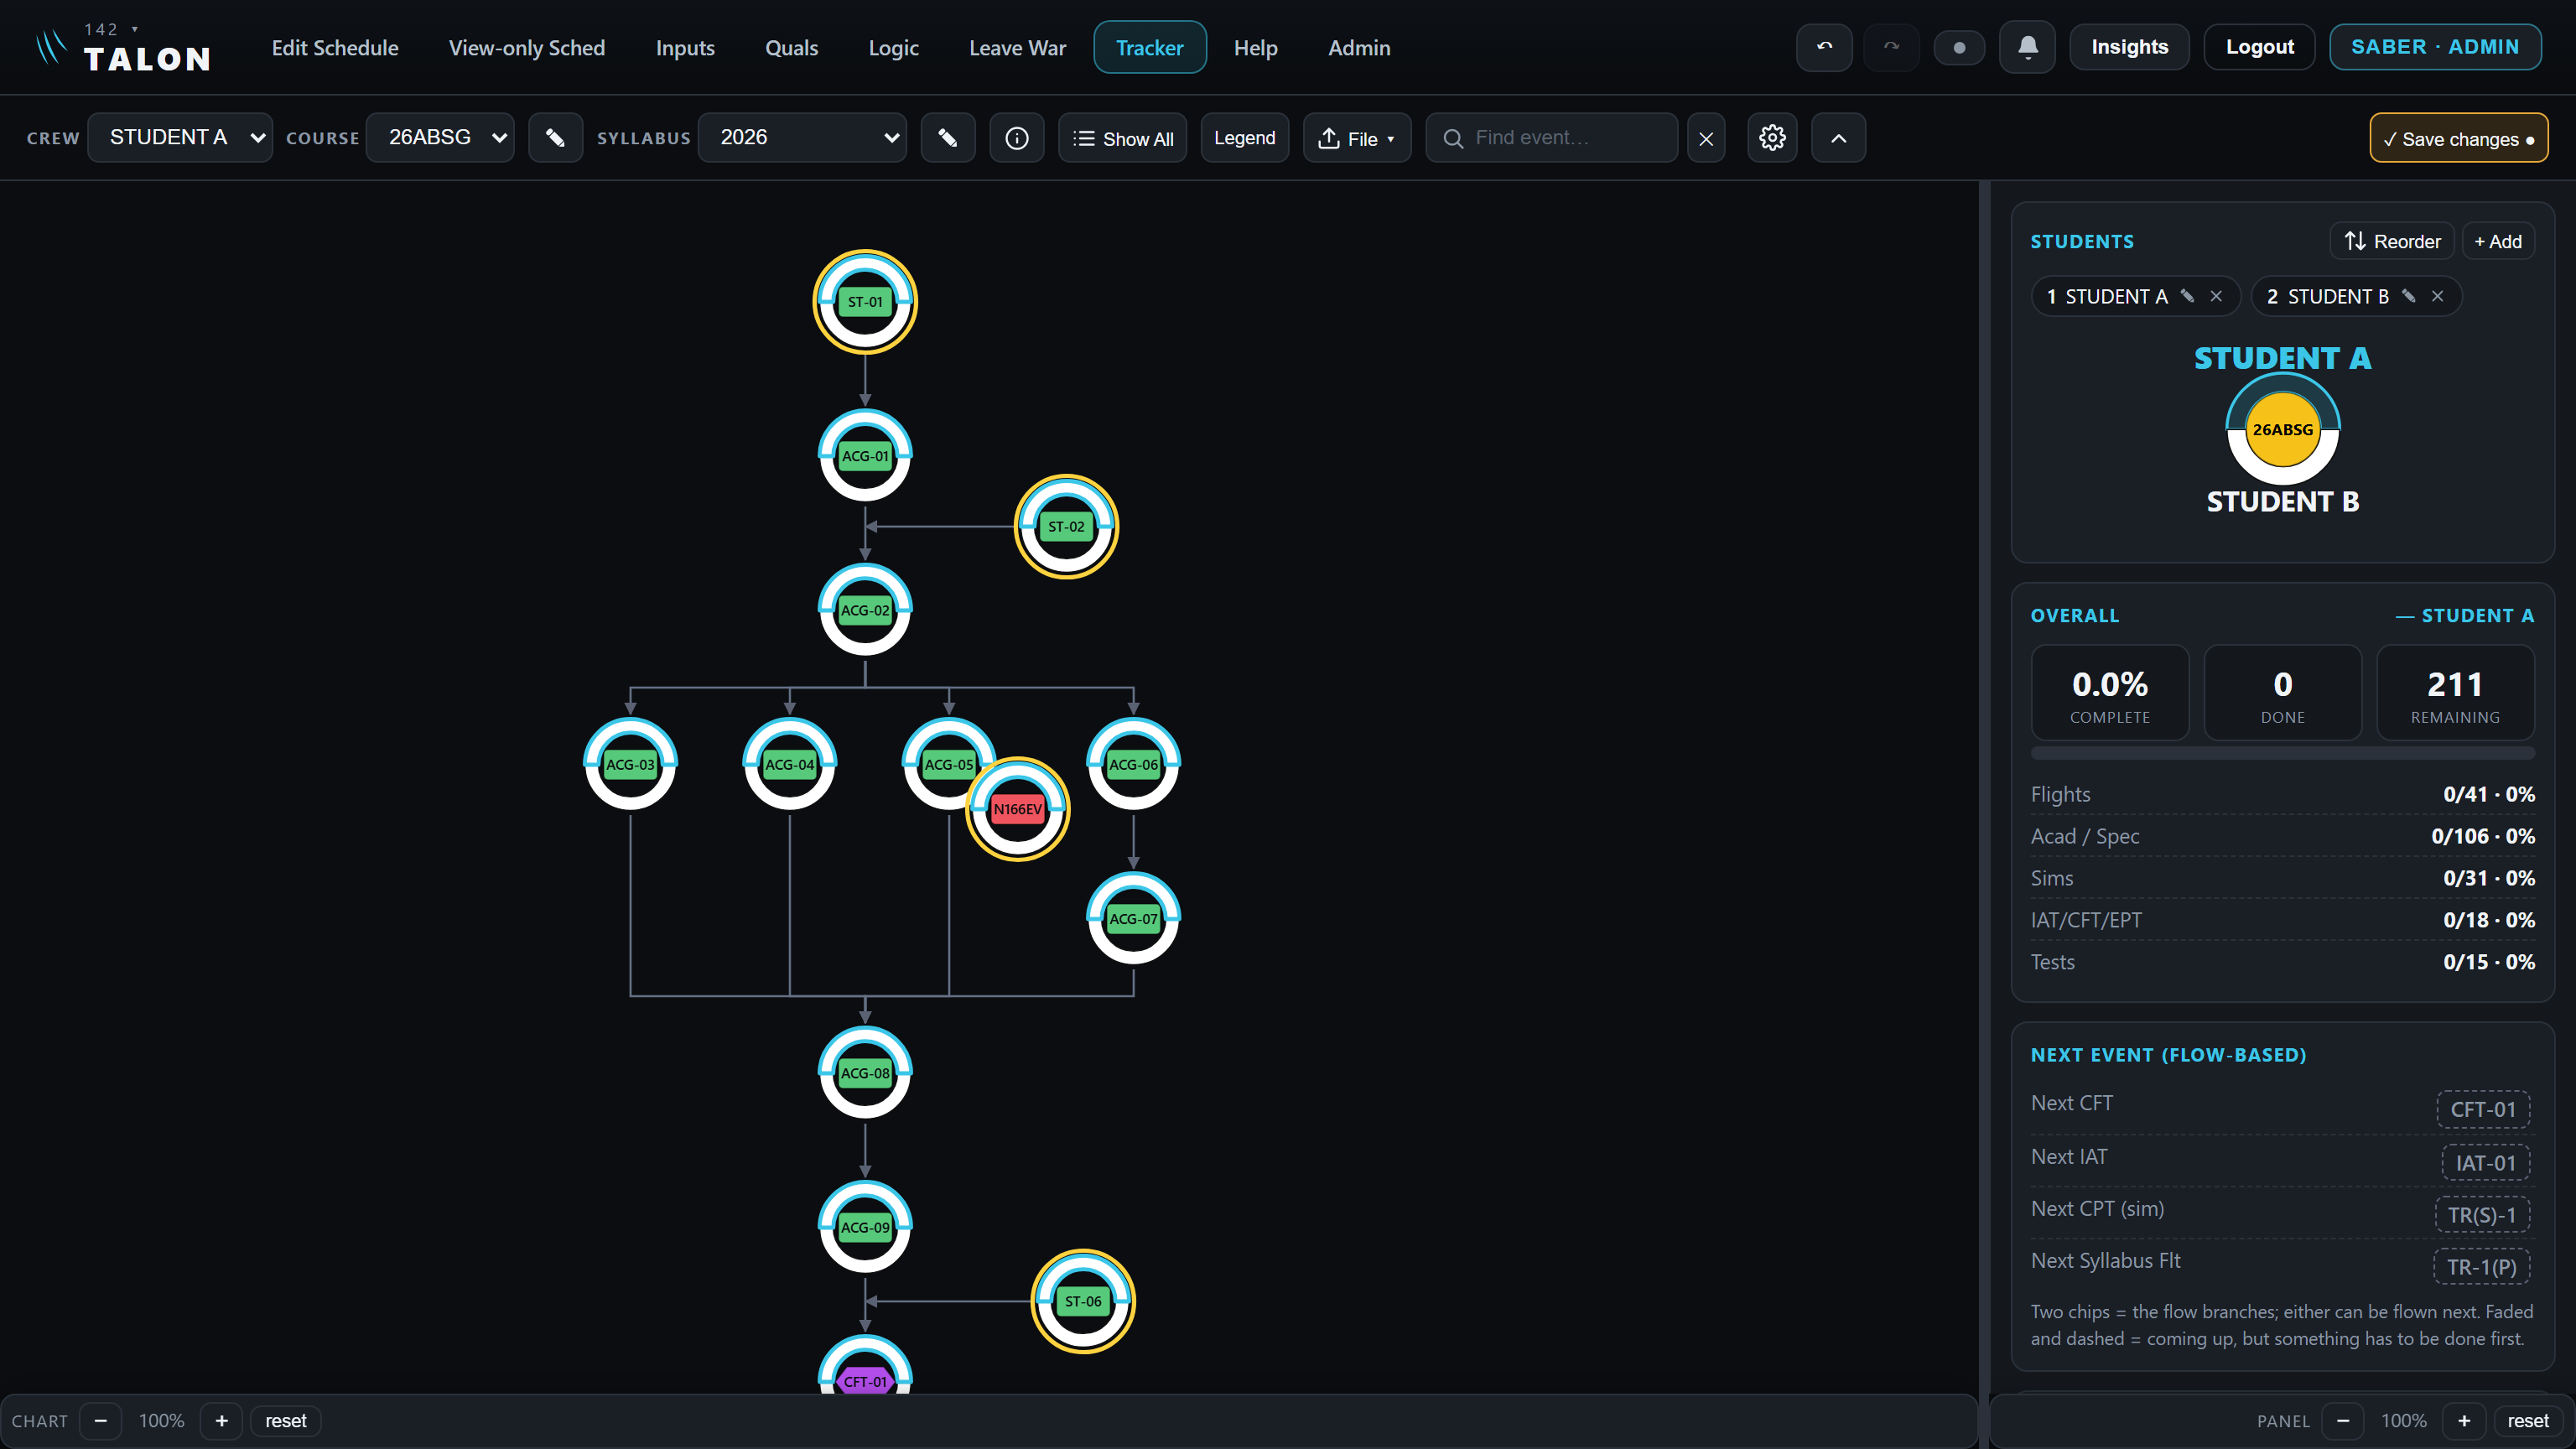 142 ▾
TALON
Edit Schedule
View-only Sched
Inputs
Quals
Logic
Leave War
Tracker
Help
Admin
Insights
Logout
SABER · ADMIN
CREW
STUDENT A
COURSE
26ABSG
SYLLABUS
2026
Show All
Legend
File ▾
Find event…
✓ Save changes ●
ST-01
ACG-01
ST-02
ACG-02
ACG-03
ACG-04
ACG-05
ACG-06
N166EV
ACG-07
ACG-08
ACG-09
ST-06
CFT-01
STUDENTS
Reorder
+ Add
1 STUDENT A
2 STUDENT B
STUDENT A
26ABSG
STUDENT B
OVERALL
— STUDENT A
0.0%
COMPLETE
0
DONE
211
REMAINING
Flights
0/41 · 0%
Acad / Spec
0/106 · 0%
Sims
0/31 · 0%
IAT/CFT/EPT
0/18 · 0%
Tests
0/15 · 0%
NEXT EVENT (FLOW-BASED)
Next CFT
CFT-01
Next IAT
IAT-01
Next CPT (sim)
TR(S)-1
Next Syllabus Flt
TR-1(P)
Two chips = the flow branches; either can be flown next. Faded
and dashed = coming up, but something has to be done first.
CHART
−
100%
+
reset
PANEL
−
100%
+
reset